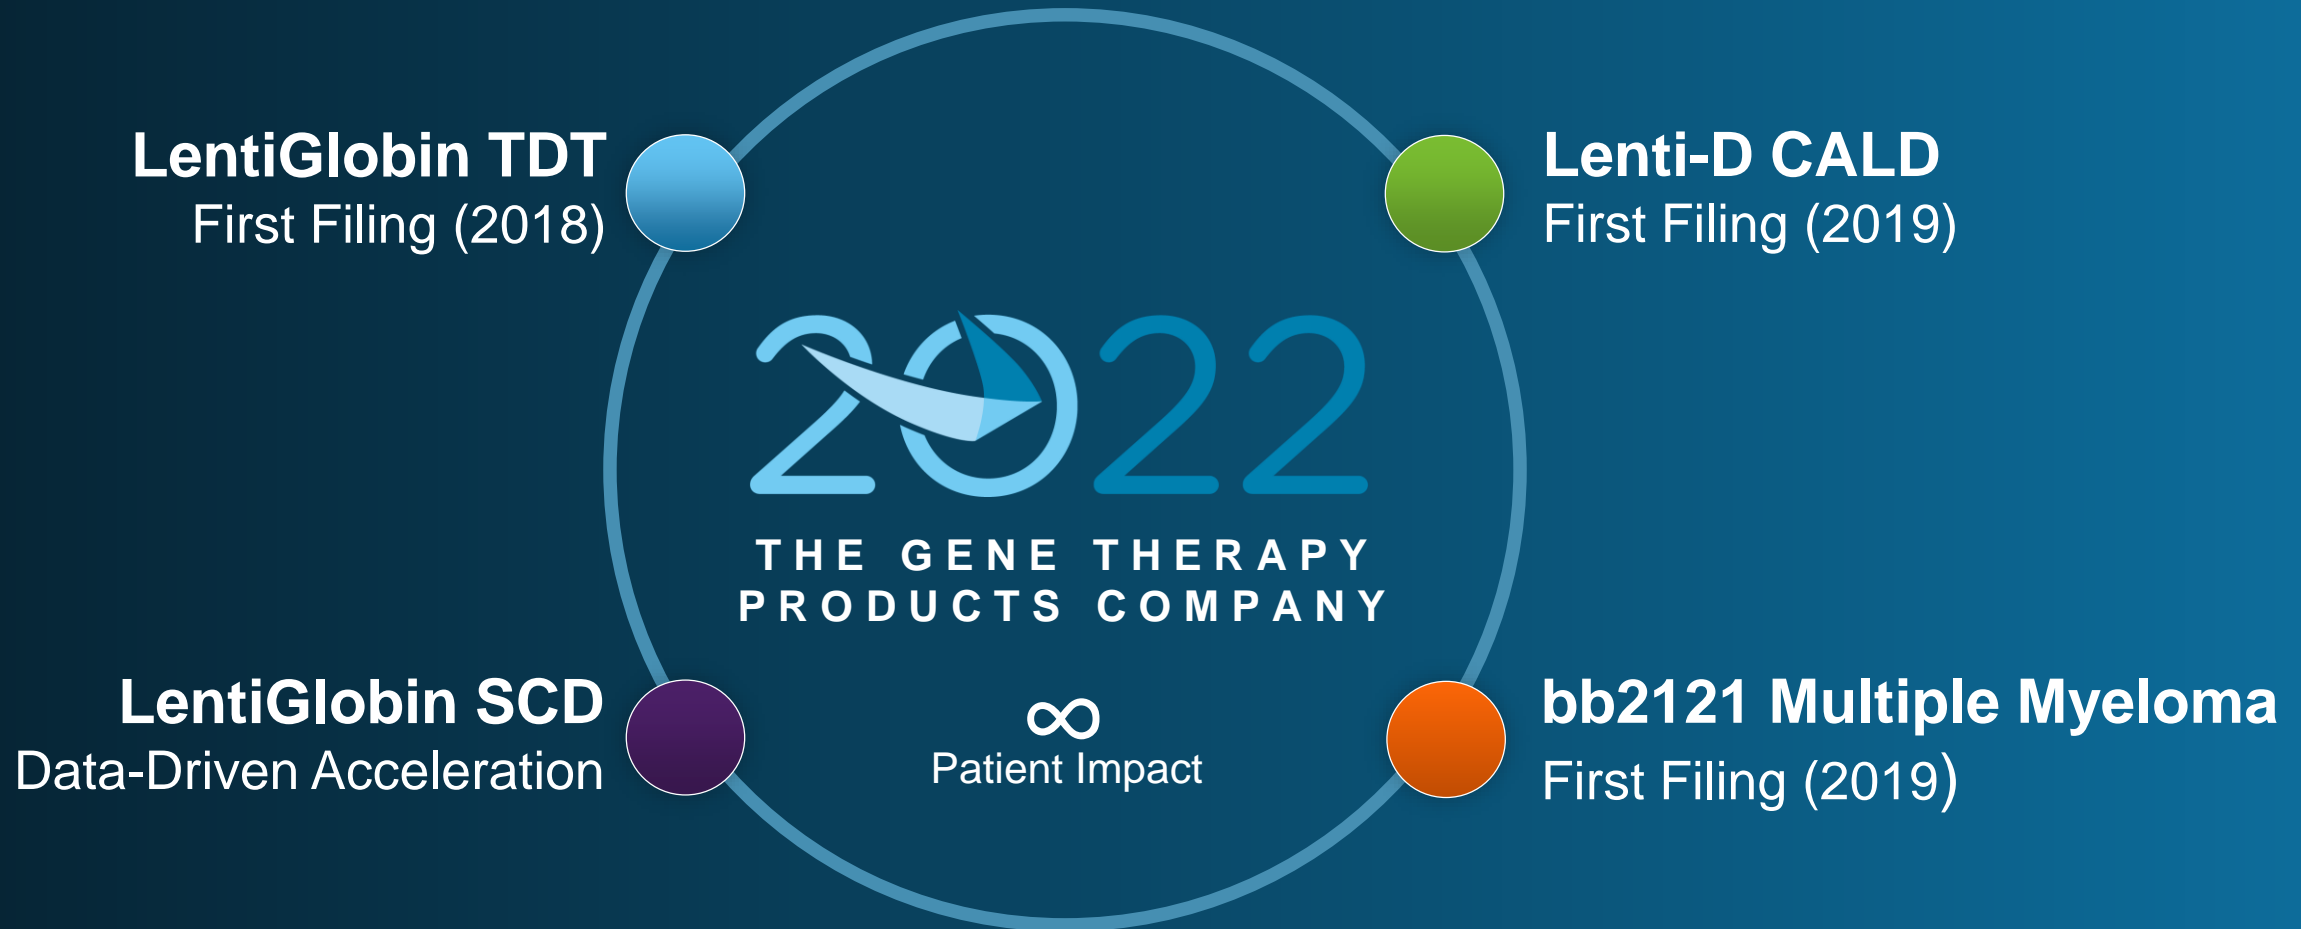 LentiGlobin TDT
First Filing (2018)
Lenti-D CALD
First Filing (2019)
2022
THE GENE THERAPY
PRODUCTS COMPANY
LentiGlobin SCD
Data-Driven Acceleration
∞
Patient Impact
bb2121 Multiple Myeloma
First Filing (2019)